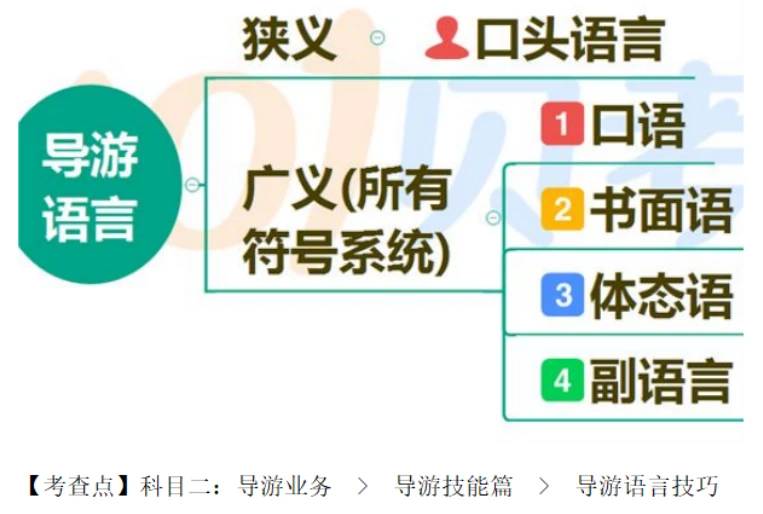 狭义
口头语言
导游
语言
广义(所有
符号系统)
1 口语
2 书面语
3 体态语
4 副语言
【考查点】科目二：导游业务 > 导游技能篇 > 导游语言技巧